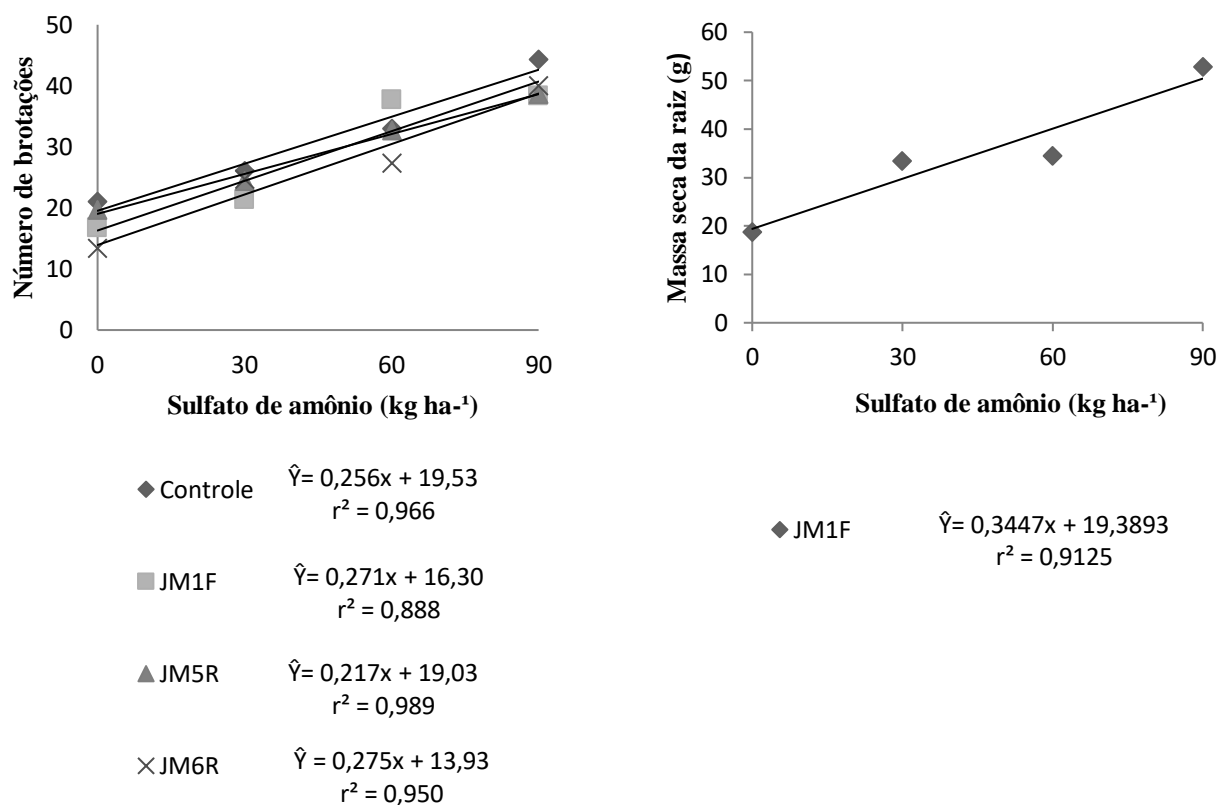 Número de brotações
50
40
30
20
10
0
0 30 60 90
Sulfato de amônio (kg ha-¹)
Controle Ŷ= 0,256x + 19,53
r² = 0,966
JM1F Ŷ= 0,271x + 16,30
r² = 0,888
JM5R Ŷ= 0,217x + 19,03
r² = 0,989
JM6R Ŷ = 0,275x + 13,93
r² = 0,950
Massa seca da raiz (g)
60
50
40
30
20
10
0
0 30 60 90
Sulfato de amônio (kg ha-¹)
JM1F Ŷ= 0,3447x + 19,3893
r² = 0,9125